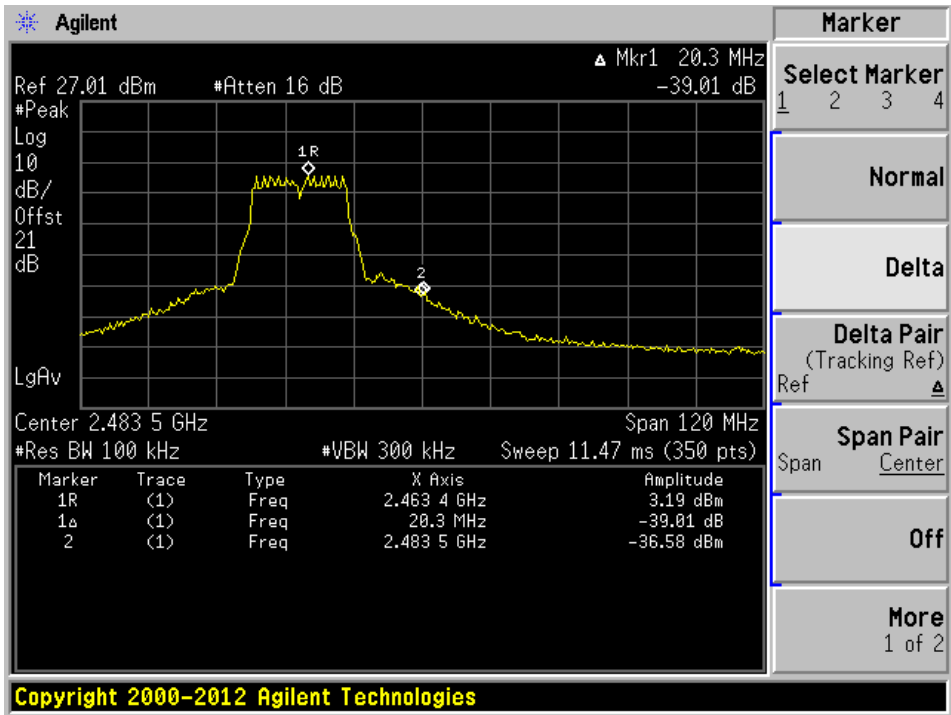 Agilent
Marker
Δ Mkr1 20.3 MHz
Ref 27.01 dBm #Atten 16 dB -39.01 dB
#Peak
Log
10
dB/
Offst
21
dB
1R
2
LgAv
Center 2.483 5 GHz Span 120 MHz
#Res BW 100 kHz #VBW 300 kHz Sweep 11.47 ms (350 pts)
Marker Trace Type X Axis Amplitude
1R (1) Freq 2.463 4 GHz 3.19 dBm
1Δ (1) Freq 20.3 MHz -39.01 dB
2 (1) Freq 2.483 5 GHz -36.58 dBm
Select Marker
1 2 3 4
Normal
Delta
Delta Pair
(Tracking Ref)
Ref Δ
Span Pair
Span Center
Off
More
1 of 2
Copyright 2000-2012 Agilent Technologies